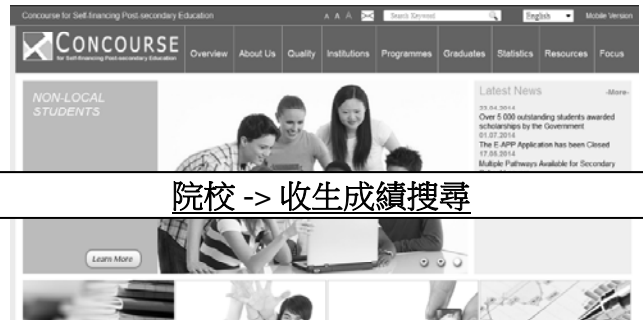 Concourse for Self-financing Post-secondary Education
A A A
Search Keyword
English
Mobile Version
CONCOURSE
for Self-financing Post-secondary Education
Overview
About Us
Quality
Institutions
Programmes
Graduates
Statistics
Resources
Focus
NON-LOCAL
STUDENTS
Learn More
Latest News
-More-
Over 5 000 outstanding students awarded
scholarships by the Government
01.07.2014
The E-APP Application has been Closed
17.06.2014
Multiple Pathways Available for Secondary
院校 -> 收生成績搜尋